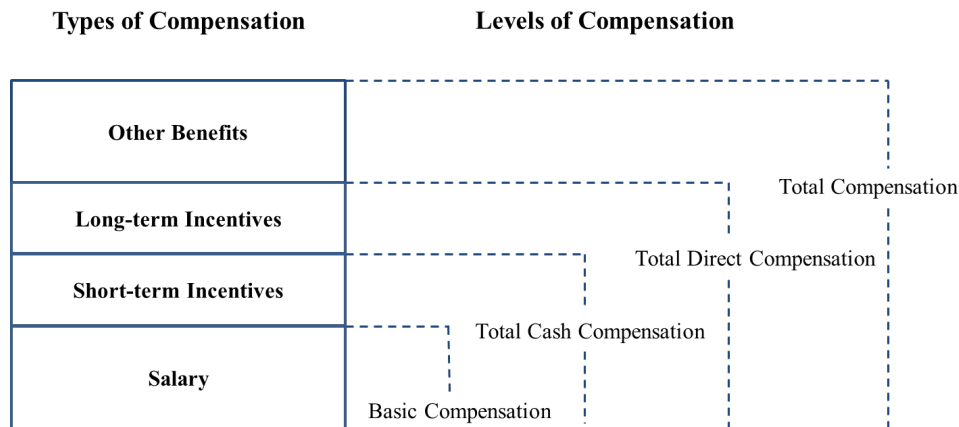 Types of Compensation
Levels of Compensation
Other Benefits
Total Compensation
Long-term Incentives
Total Direct Compensation
Short-term Incentives
Total Cash Compensation
Salary
Basic Compensation